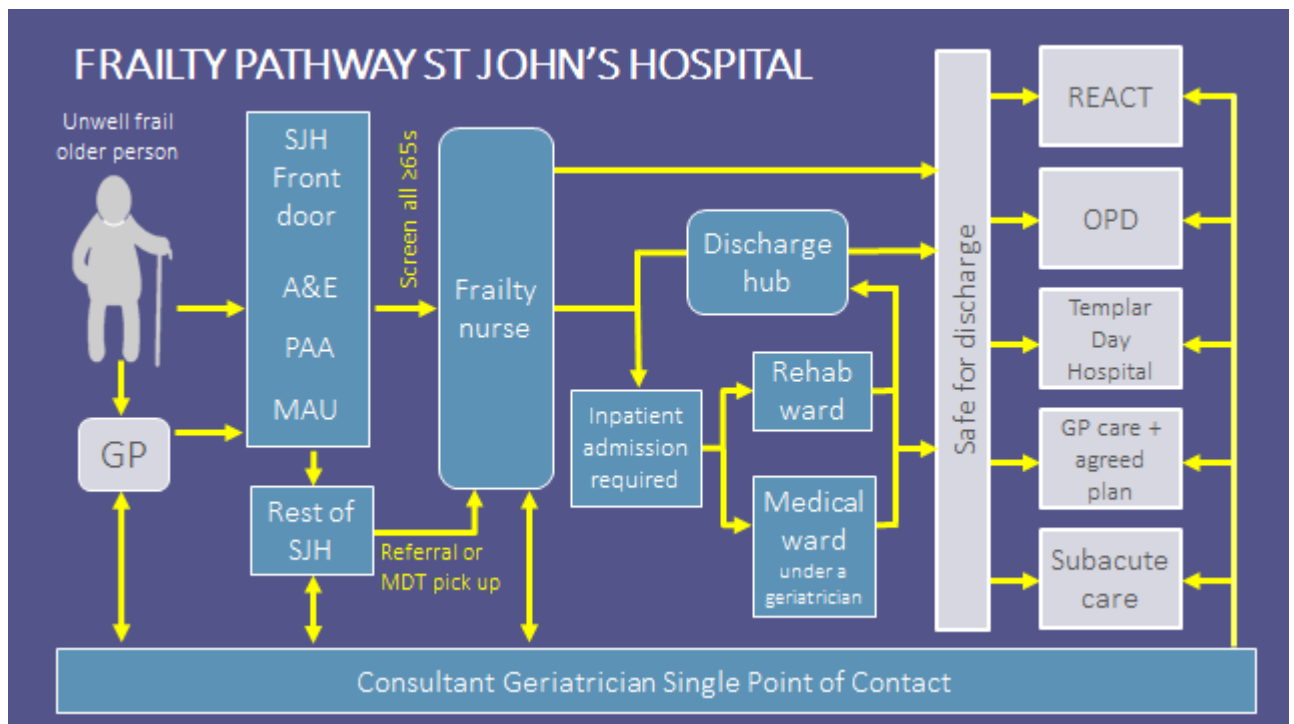 FRAILTY PATHWAY ST JOHN'S HOSPITAL
Unwell frail
older person
GP
SJH
Front
door
A&E
PAA
MAU
Rest of
SJH
Screen all ≥65s
Referral or
MDT pick up
Frailty
nurse
Discharge
hub
Inpatient
admission
required
Rehab
ward
Medical
ward
under a
geriatrician
Safe for discharge
REACT
OPD
Templar
Day
Hospital
GP care +
agreed
plan
Subacute
care
Consultant Geriatrician Single Point of Contact